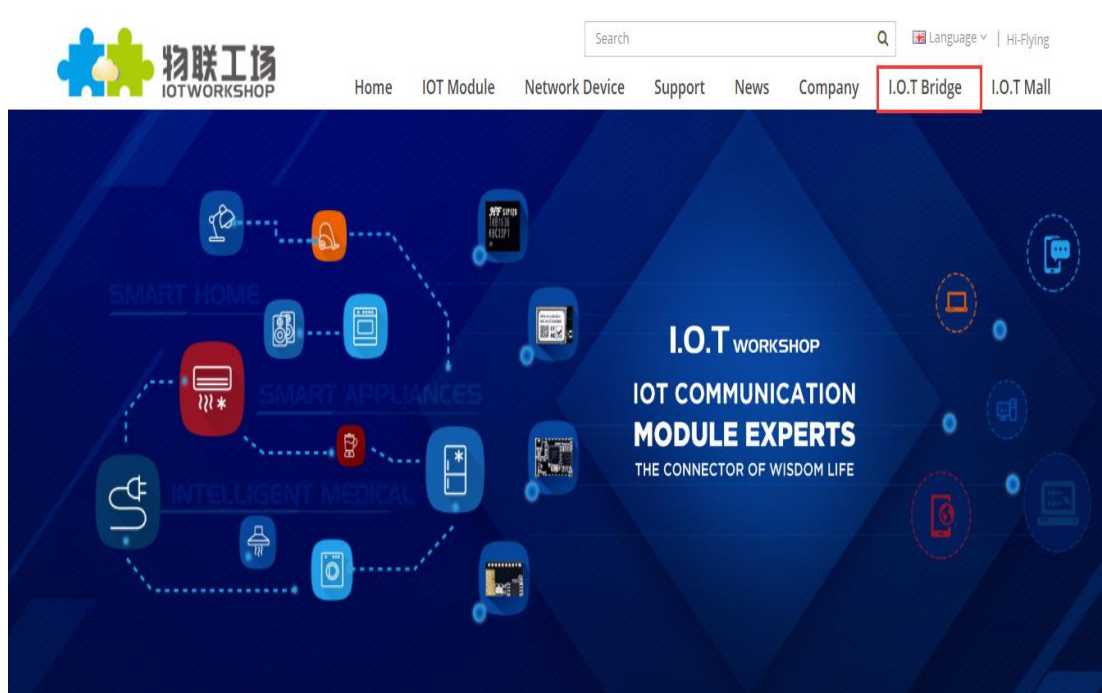 Search
Language
Hi-Flying
物联工场
IOTWORKSHOP
Home
IOT Module
Network Device
Support
News
Company
I.O.T Bridge
I.O.T Mall
SMART HOME
SMART APPLIANCES
INTELLIGENT MEDICAL
I.O.T WORKSHOP
IOT COMMUNICATION
MODULE EXPERTS
THE CONNECTOR OF WISDOM LIFE